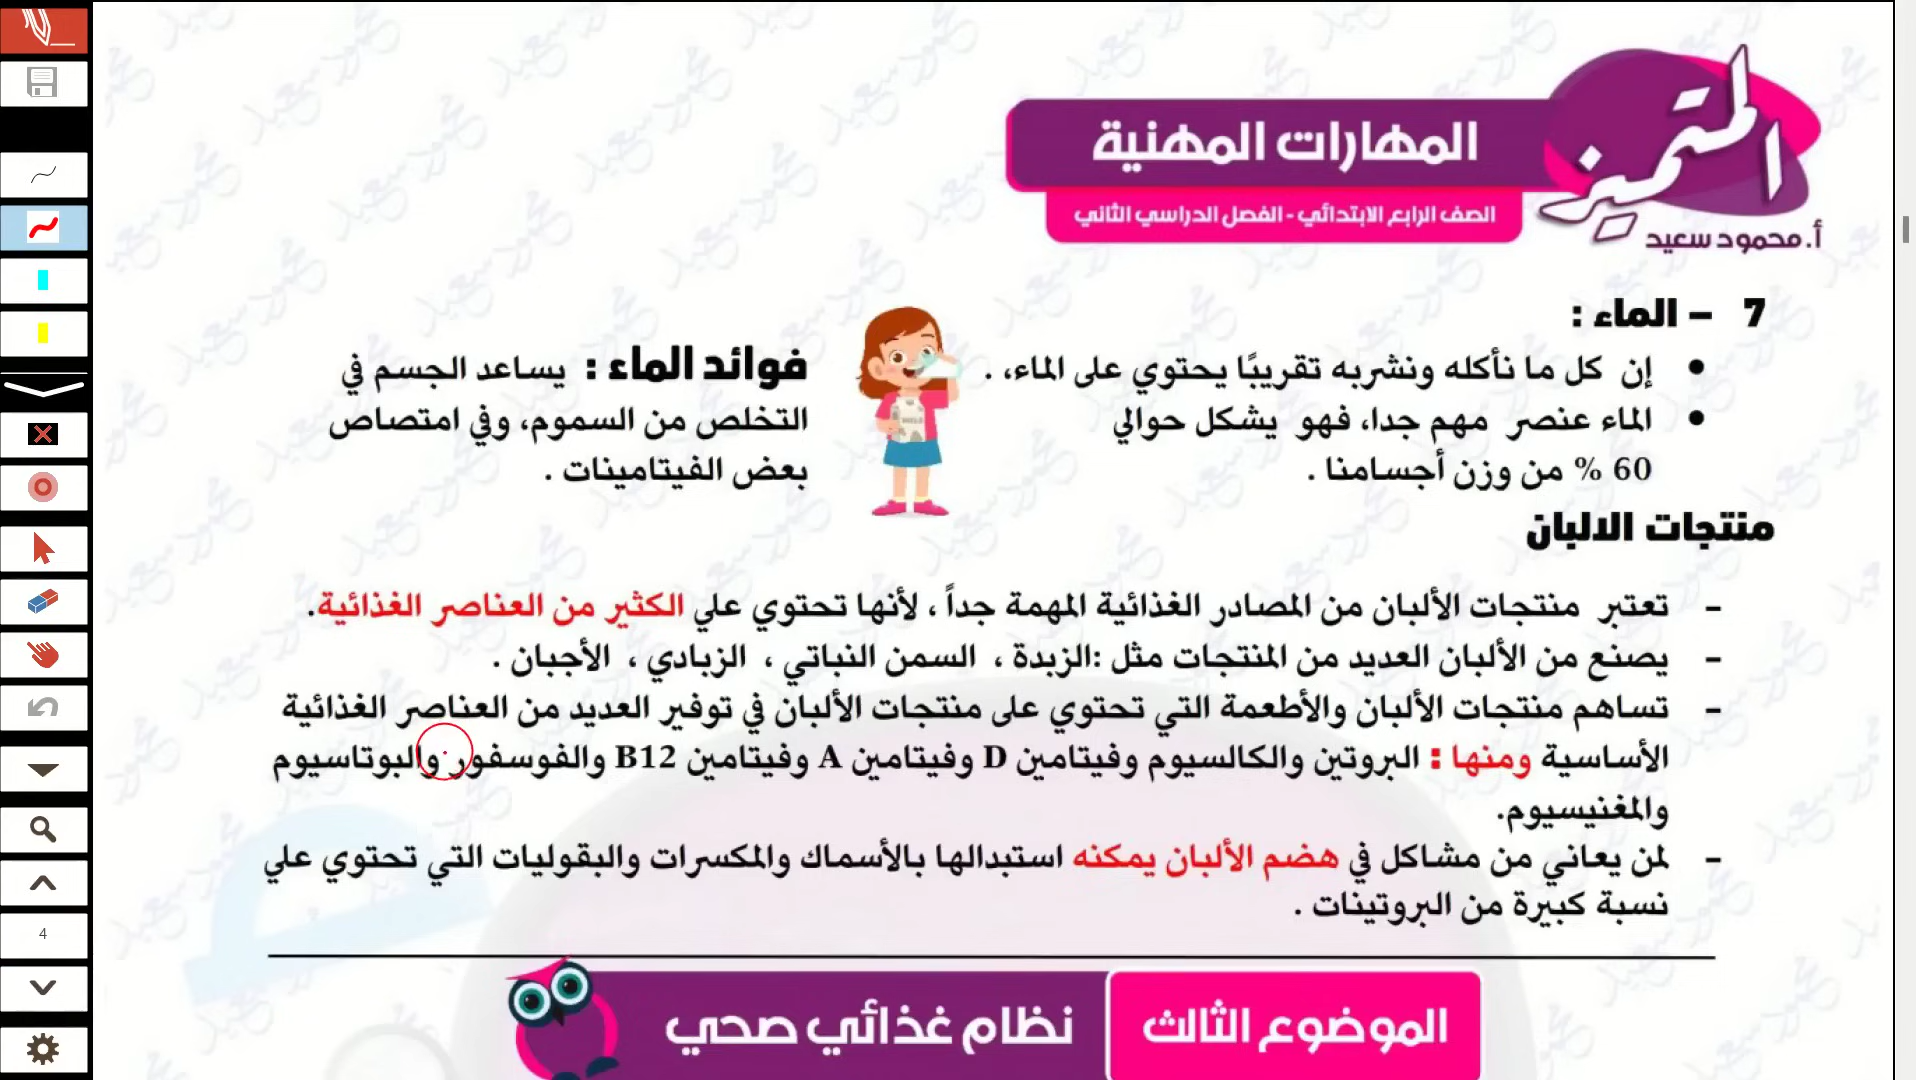 المتميز
أ. محمود سعيد
المهارات المهنية
الصف الرابع الابتدائي - الفصل الدراسي الثاني
7 – الماء :
• إن كل ما نأكله ونشربه تقريبًا يحتوي على الماء، .
• الماء عنصر مهم جدا، فهو يشكل حوالي
60 % من وزن أجسامنا .
فوائد الماء : يساعد الجسم في
التخلص من السموم، وفي امتصاص
بعض الفيتامينات .
منتجات الالبان
– تعتبر منتجات الألبان من المصادر الغذائية المهمة جداً ، لأنها تحتوي علي الكثير من العناصر الغذائية.
– يصنع من الألبان العديد من المنتجات مثل :الزبدة ، السمن النباتي ، الزبادي ، الأجبان .
– تساهم منتجات الألبان والأطعمة التي تحتوي على منتجات الألبان في توفير العديد من العناصر الغذائية
الأساسية ومنها : البروتين والكالسيوم وفيتامين D وفيتامين A وفيتامين B12 والفوسفور والبوتاسيوم
والمغنيسيوم.
– لمن يعاني من مشاكل في هضم الألبان يمكنه استبدالها بالأسماك والمكسرات والبقوليات التي تحتوي علي
نسبة كبيرة من البروتينات .
الموضوع الثالث
نظام غذائي صحي
4